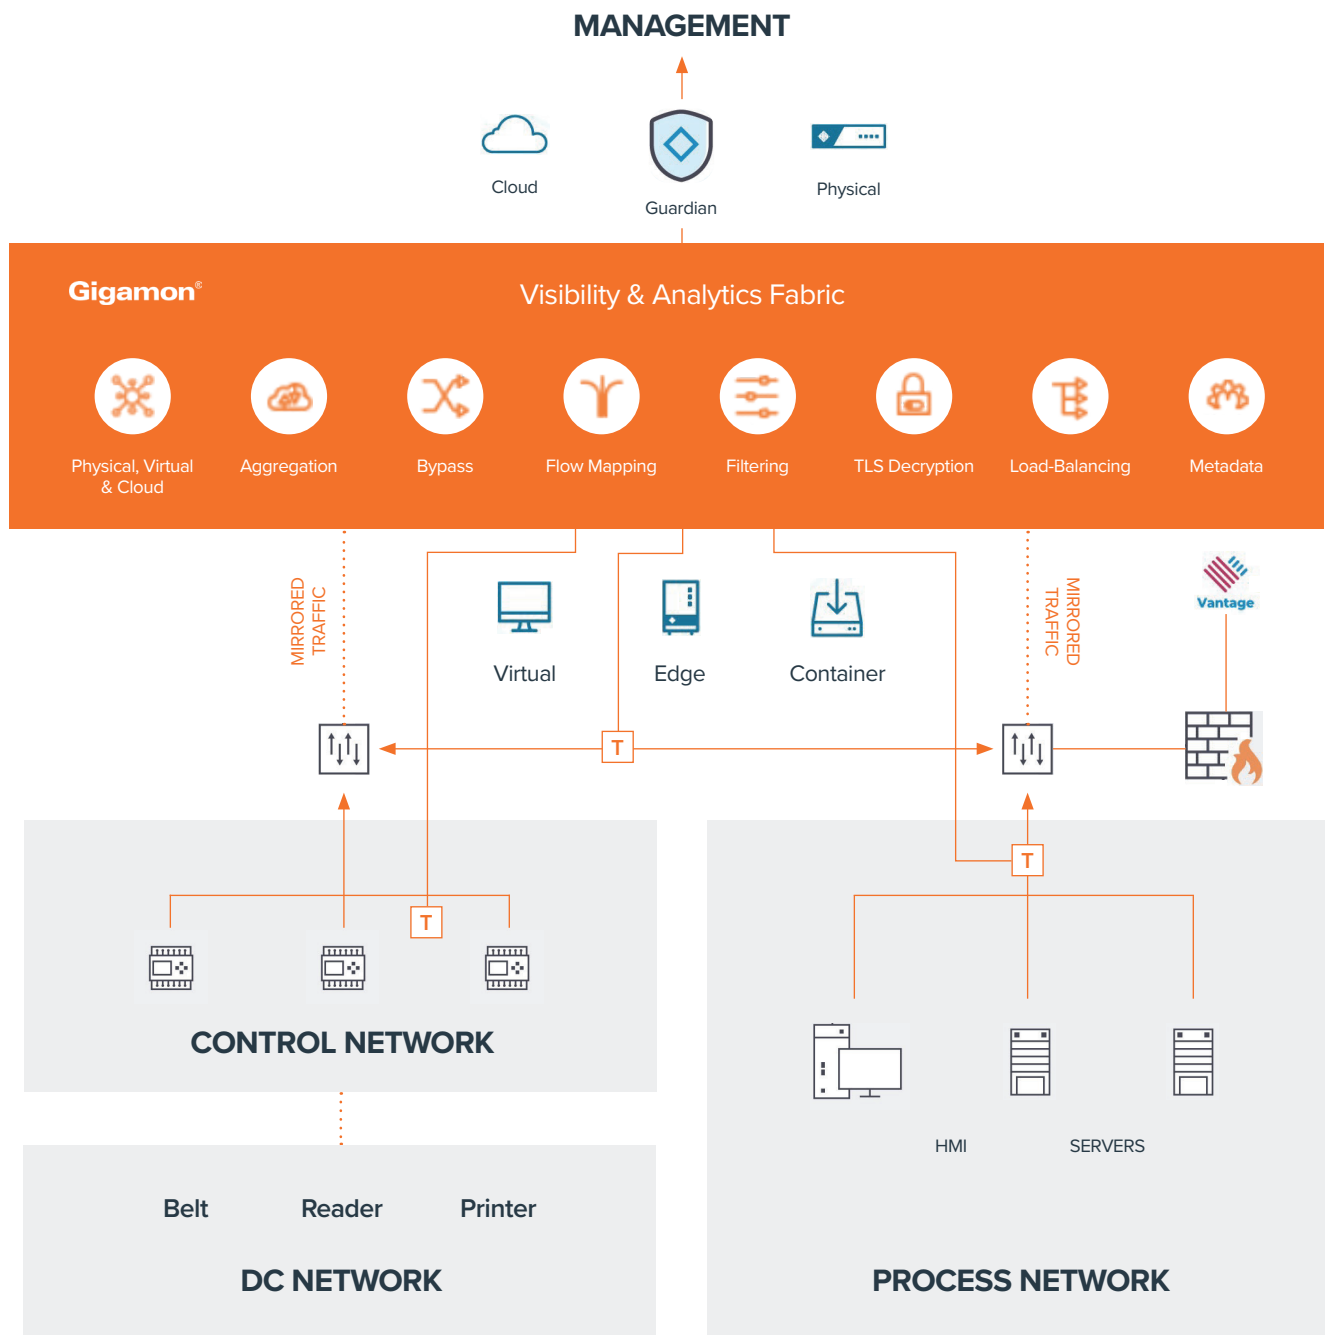 MANAGEMENT
Cloud
Guardian
Physical
Gigamon®
Visibility & Analytics Fabric
Physical, Virtual
& Cloud
Aggregation
Bypass
Flow Mapping
Filtering
TLS Decryption
Load-Balancing
Metadata
MIRRORED
TRAFFIC
Virtual
Edge
Container
MIRRORED
TRAFFIC
Vantage
T
T
T
CONTROL NETWORK
HMI
SERVERS
Belt
Reader
Printer
DC NETWORK
PROCESS NETWORK